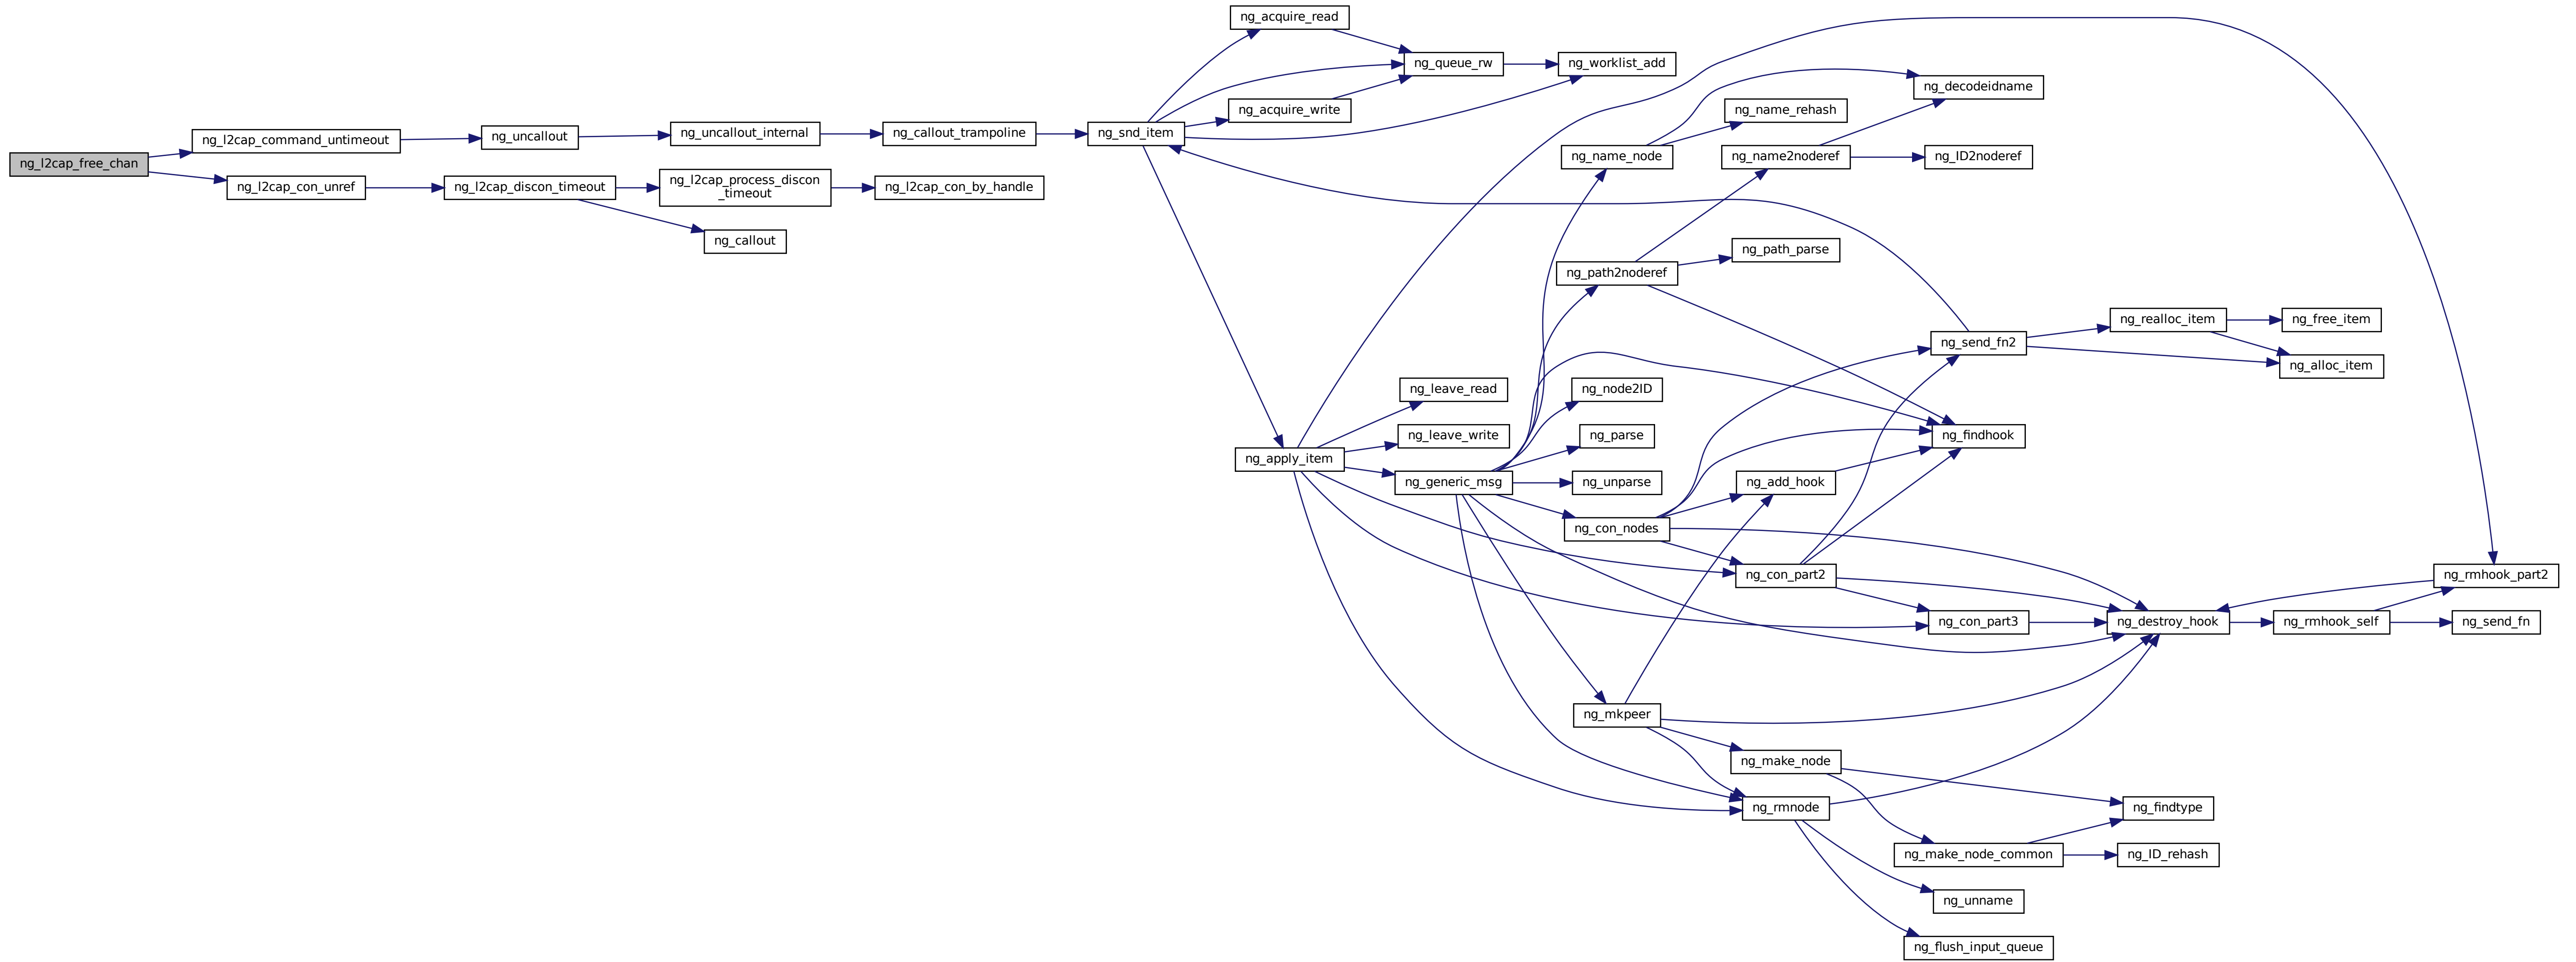 ng_l2cap_free_chan
ng_l2cap_command_untimeout
ng_l2cap_con_unref
ng_uncallout
ng_l2cap_discon_timeout
ng_uncallout_internal
ng_l2cap_process_discon
_timeout
ng_callout
ng_callout_trampoline
ng_l2cap_con_by_handle
ng_snd_item
ng_acquire_read
ng_acquire_write
ng_apply_item
ng_queue_rw
ng_leave_read
ng_leave_write
ng_generic_msg
ng_worklist_add
ng_name_node
ng_path2noderef
ng_node2ID
ng_parse
ng_unparse
ng_con_nodes
ng_mkpeer
ng_name_rehash
ng_name2noderef
ng_path_parse
ng_add_hook
ng_con_part2
ng_make_node
ng_rmnode
ng_decodeidname
ng_ID2noderef
ng_send_fn2
ng_findhook
ng_con_part3
ng_make_node_common
ng_unname
ng_flush_input_queue
ng_realloc_item
ng_destroy_hook
ng_findtype
ng_ID_rehash
ng_free_item
ng_alloc_item
ng_rmhook_self
ng_rmhook_part2
ng_send_fn